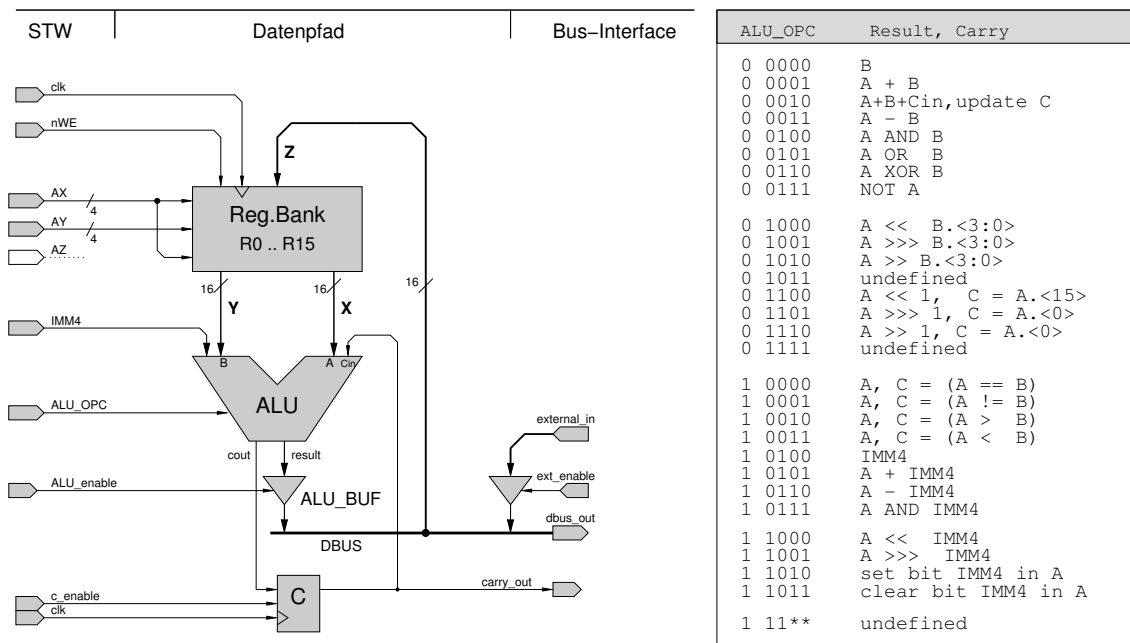 STW
Datenpfad
Bus–Interface
clk
nWE
Z
AX
4
AY
4
AZ
Reg.Bank
R0 .. R15
16
16
16
Y
X
IMM4
B
A
Cin
ALU
ALU_OPC
external_in
cout
result
ALU_enable
ext_enable
ALU_BUF
dbus_out
DBUS
C
carry_out
c_enable
clk
ALU_OPC Result, Carry
0 0000 B
0 0001 A + B
0 0010 A+B+Cin,update C
0 0011 A – B
0 0100 A AND B
0 0101 A OR B
0 0110 A XOR B
0 0111 NOT A
0 1000 A << B.<3:0>
0 1001 A >>> B.<3:0>
0 1010 A >> B.<3:0>
0 1011 undefined
0 1100 A << 1, C = A.<15>
0 1101 A >>> 1, C = A.<0>
0 1110 A >> 1, C = A.<0>
0 1111 undefined
1 0000 A, C = (A == B)
1 0001 A, C = (A != B)
1 0010 A, C = (A > B)
1 0011 A, C = (A < B)
1 0100 IMM4
1 0101 A + IMM4
1 0110 A – IMM4
1 0111 A AND IMM4
1 1000 A << IMM4
1 1001 A >>> IMM4
1 1010 set bit IMM4 in A
1 1011 clear bit IMM4 in A
1 11** undefined